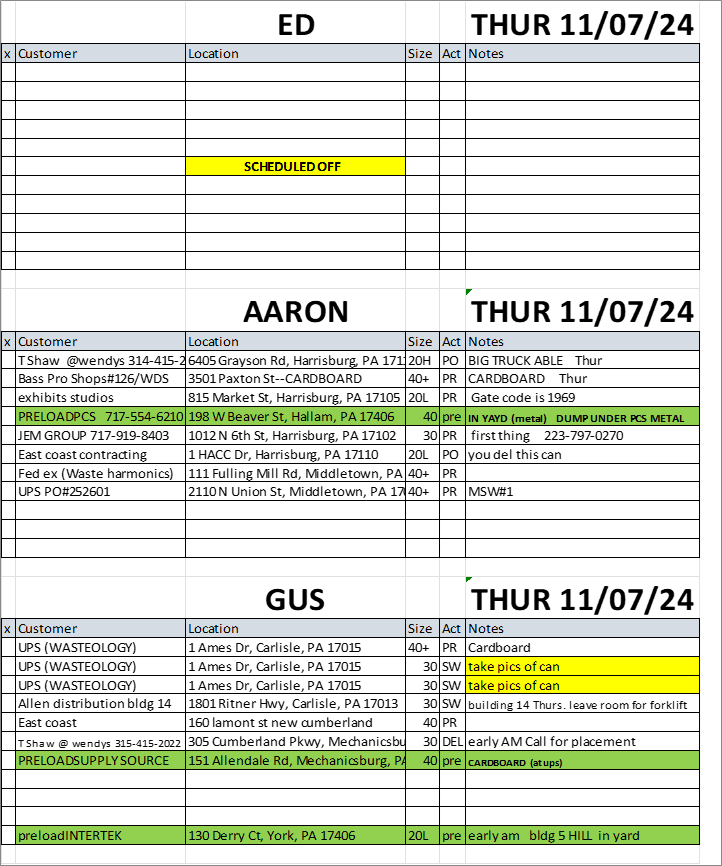 ED THUR 11/07/24
x Customer Location Size Act Notes
SCHEDULED OFF
AARON THUR 11/07/24
x Customer Location Size Act Notes
T Shaw @wendys 314-415-2 6405 Grayson Rd, Harrisburg, PA 171 20H PO BIG TRUCK ABLE Thur
Bass Pro Shops#126/WDS 3501 Paxton St--CARDBOARD 40+ PR CARDBOARD Thur
exhibits studios 815 Market St, Harrisburg, PA 17105 20L PR Gate code is 1969
PRELOADPCS 717-554-6210 198 W Beaver St, Hallam, PA 17406 40 pre IN YAYD (metal) DUMP UNDER PCS METAL
JEM GROUP 717-919-8403 1012 N 6th St, Harrisburg, PA 17102 30 PR first thing 223-797-0270
East coast contracting 1 HACC Dr, Harrisburg, PA 17110 20L PO you del this can
Fed ex (Waste harmonics) 111 Fulling Mill Rd, Middletown, PA 40+ PR
UPS PO#252601 2110 N Union St, Middletown, PA 17 40+ PR MSW#1
GUS THUR 11/07/24
x Customer Location Size Act Notes
UPS (WASTEOLOGY) 1 Ames Dr, Carlisle, PA 17015 40+ PR Cardboard
UPS (WASTEOLOGY) 1 Ames Dr, Carlisle, PA 17015 30 SW take pics of can
UPS (WASTEOLOGY) 1 Ames Dr, Carlisle, PA 17015 30 SW take pics of can
Allen distribution bldg 14 1801 Ritner Hwy, Carlisle, PA 17013 30 SW building 14 Thurs. leave room for forklift
East coast 160 lamont st new cumberland 40 PR
T Shaw @ wendys 315-415-2022 305 Cumberland Pkwy, Mechanicsbu 30 DEL early AM Call for placement
PRELOADSUPPLYSOURCE 151 Allendale Rd, Mechanicsburg, PA 40 pre CARDBOARD (at ups)
preloadINTERTEK 130 Derry Ct, York, PA 17406 20L pre early am bldg 5 HILL in yard